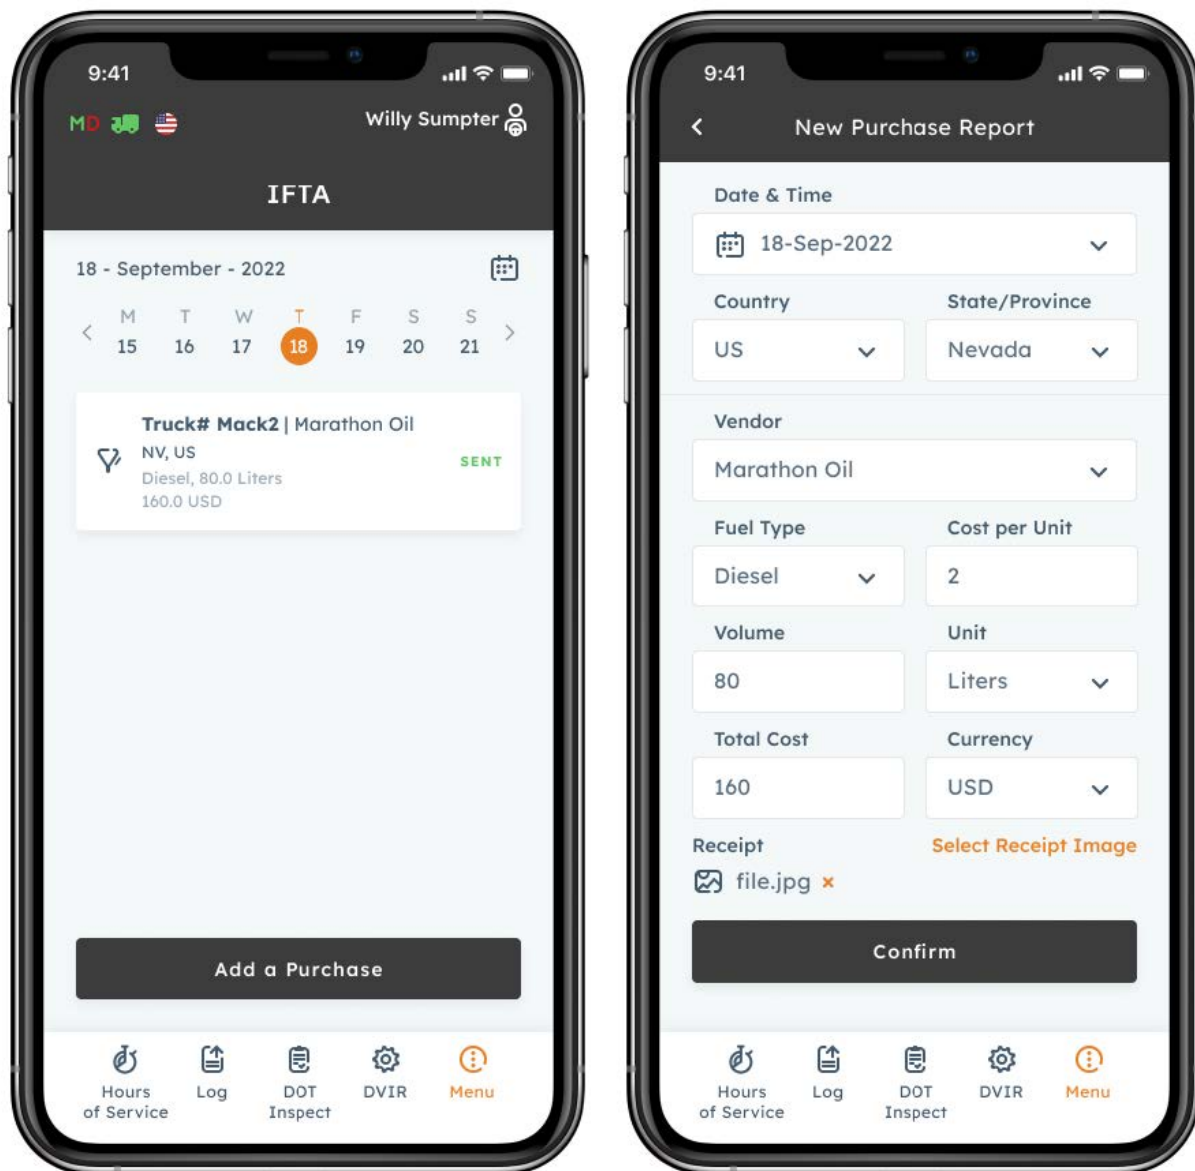 9:41
MD
Willy Sumpter
IFTA
18 - September - 2022
M T W T F S S
15 16 17 18 19 20 21
Truck# Mack2 | Marathon Oil
NV, US
SENT
Diesel, 80.0 Liters
160.0 USD
Add a Purchase
Hours of Service
Log
DOT Inspect
DVIR
Menu
9:41
New Purchase Report
Date & Time
18-Sep-2022
Country State/Province
US Nevada
Vendor
Marathon Oil
Fuel Type Cost per Unit
Diesel 2
Volume Unit
80 Liters
Total Cost Currency
160 USD
Receipt Select Receipt Image
file.jpg ×
Confirm
Hours of Service
Log
DOT Inspect
DVIR
Menu